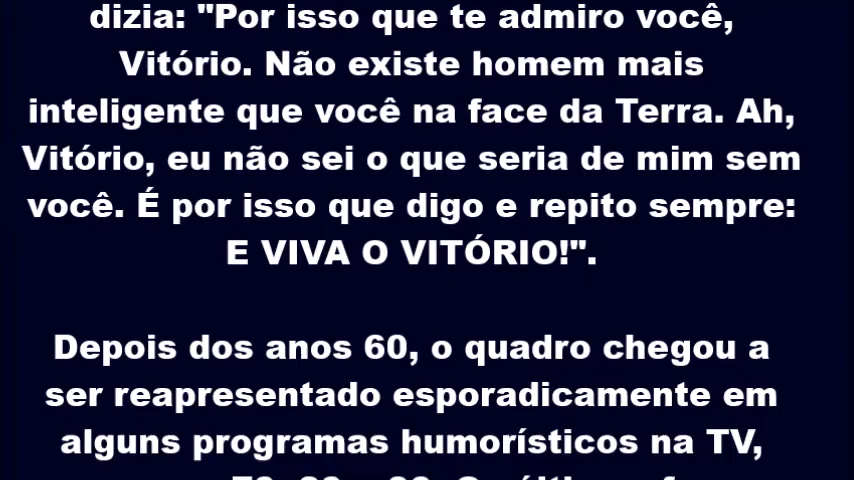 dizia: "Por isso que te admiro você,
Vitório. Não existe homem mais
inteligente que você na face da Terra. Ah,
Vitório, eu não sei o que seria de mim sem
você. É por isso que digo e repito sempre:
E VIVA O VITÓRIO!".
Depois dos anos 60, o quadro chegou a
ser reapresentado esporadicamente em
alguns programas humorísticos na TV,